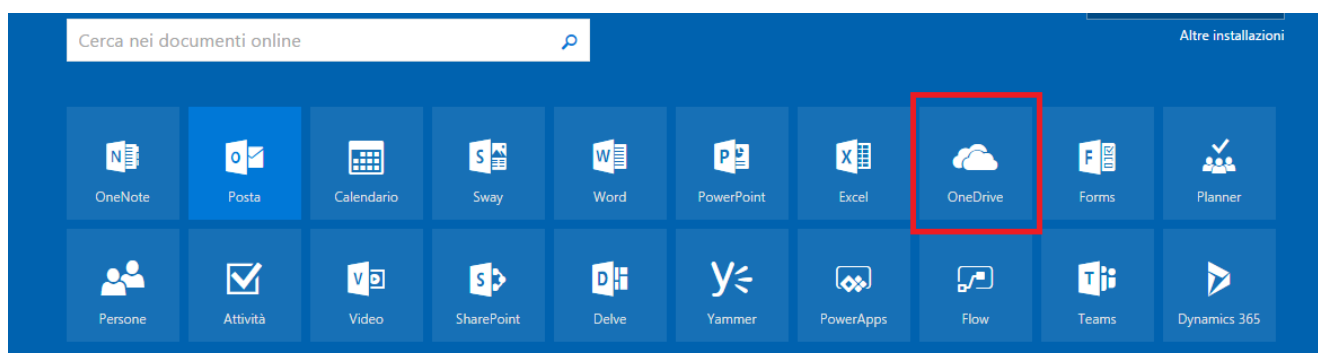 Cerca nei documenti online
Altre installazioni
OneNote Posta Calendario Sway Word PowerPoint Excel OneDrive Forms Planner
Persone Attività Video SharePoint Delve Yammer PowerApps Flow Teams Dynamics 365